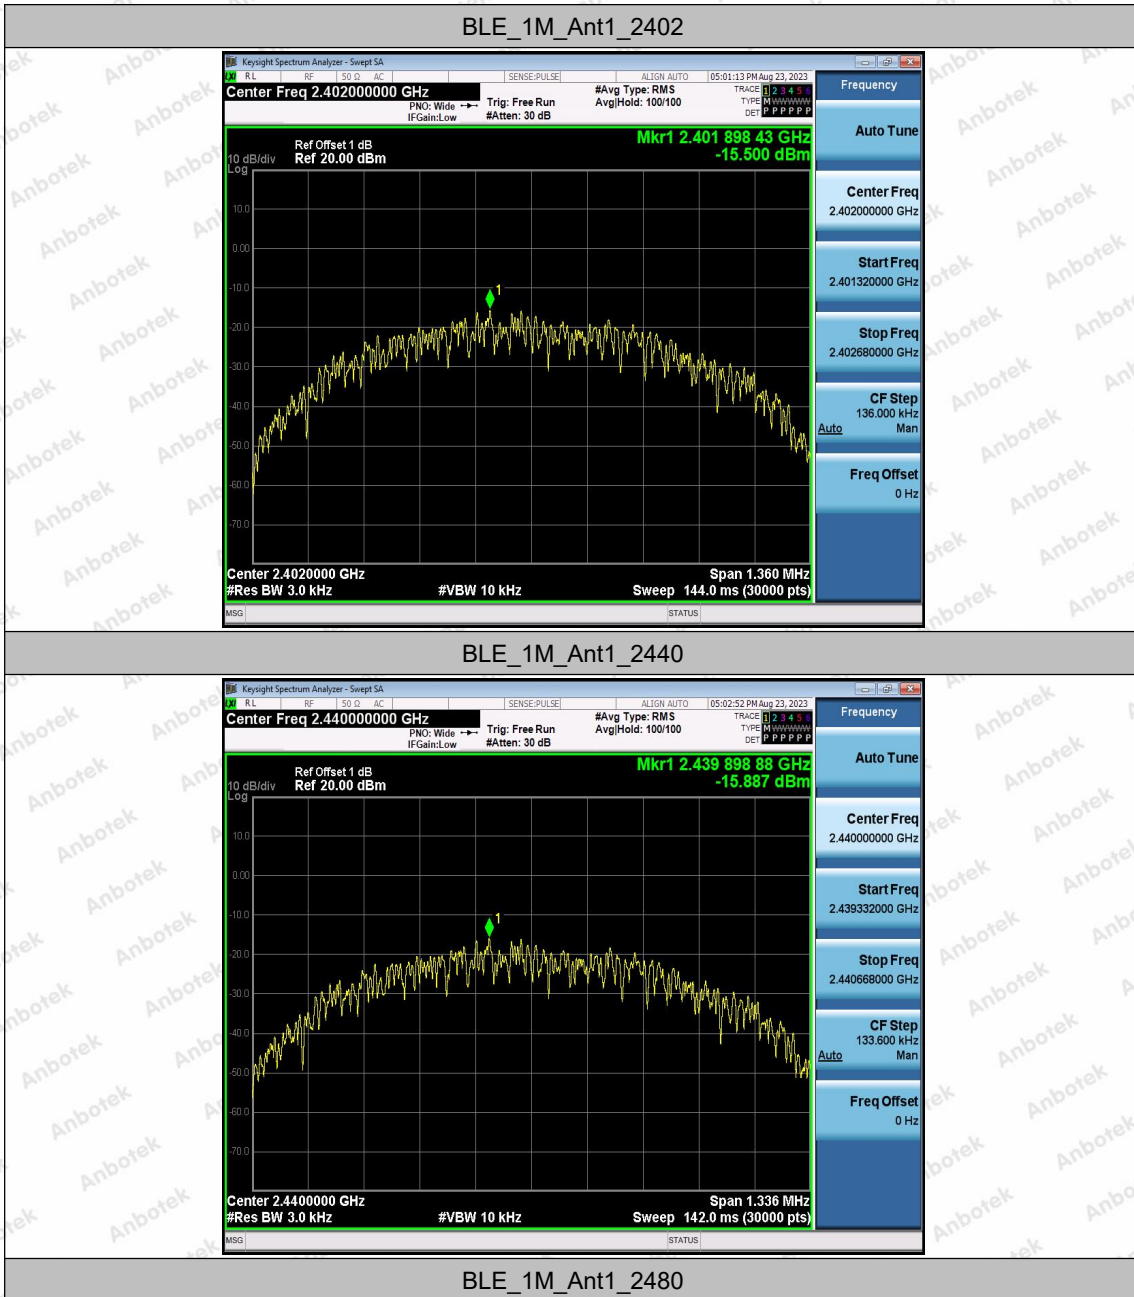 BLE_1M_Ant1_2402
Keysight Spectrum Analyzer - Swept SA
LXI RL RF 50 Ω AC SENSE:PULSE ALIGN AUTO 05:01:13 PM Aug 23, 2023
Center Freq 2.402000000 GHz
PNO: Wide
IFGain:Low
Trig: Free Run
#Atten: 30 dB
#Avg Type: RMS
Avg|Hold: 100/100
TRACE 1 2 3 4 5 6
TYPE M WWWWW
DET P P P P P P
Mkr1 2.401 898 43 GHz
-15.500 dBm
Ref Offset 1 dB
10 dB/div Ref 20.00 dBm
Log
10.0
0.00
-10.0
-20.0
-30.0
-40.0
-50.0
-60.0
-70.0
1
Center 2.4020000 GHz Span 1.360 MHz
#Res BW 3.0 kHz #VBW 10 kHz Sweep 144.0 ms (30000 pts)
MSG STATUS
Frequency
Auto Tune
Center Freq
2.402000000 GHz
Start Freq
2.401320000 GHz
Stop Freq
2.402680000 GHz
CF Step
136.000 kHz
Auto Man
Freq Offset
0 Hz
BLE_1M_Ant1_2440
Keysight Spectrum Analyzer - Swept SA
LXI RL RF 50 Ω AC SENSE:PULSE ALIGN AUTO 05:02:52 PM Aug 23, 2023
Center Freq 2.440000000 GHz
PNO: Wide
IFGain:Low
Trig: Free Run
#Atten: 30 dB
#Avg Type: RMS
Avg|Hold: 100/100
TRACE 1 2 3 4 5 6
TYPE M WWWWW
DET P P P P P P
Mkr1 2.439 898 88 GHz
-15.887 dBm
Ref Offset 1 dB
10 dB/div Ref 20.00 dBm
Log
10.0
0.00
-10.0
-20.0
-30.0
-40.0
-50.0
-60.0
-70.0
1
Center 2.4400000 GHz Span 1.336 MHz
#Res BW 3.0 kHz #VBW 10 kHz Sweep 142.0 ms (30000 pts)
MSG STATUS
Frequency
Auto Tune
Center Freq
2.440000000 GHz
Start Freq
2.439332000 GHz
Stop Freq
2.440668000 GHz
CF Step
133.600 kHz
Auto Man
Freq Offset
0 Hz
BLE_1M_Ant1_2480
Anbotek